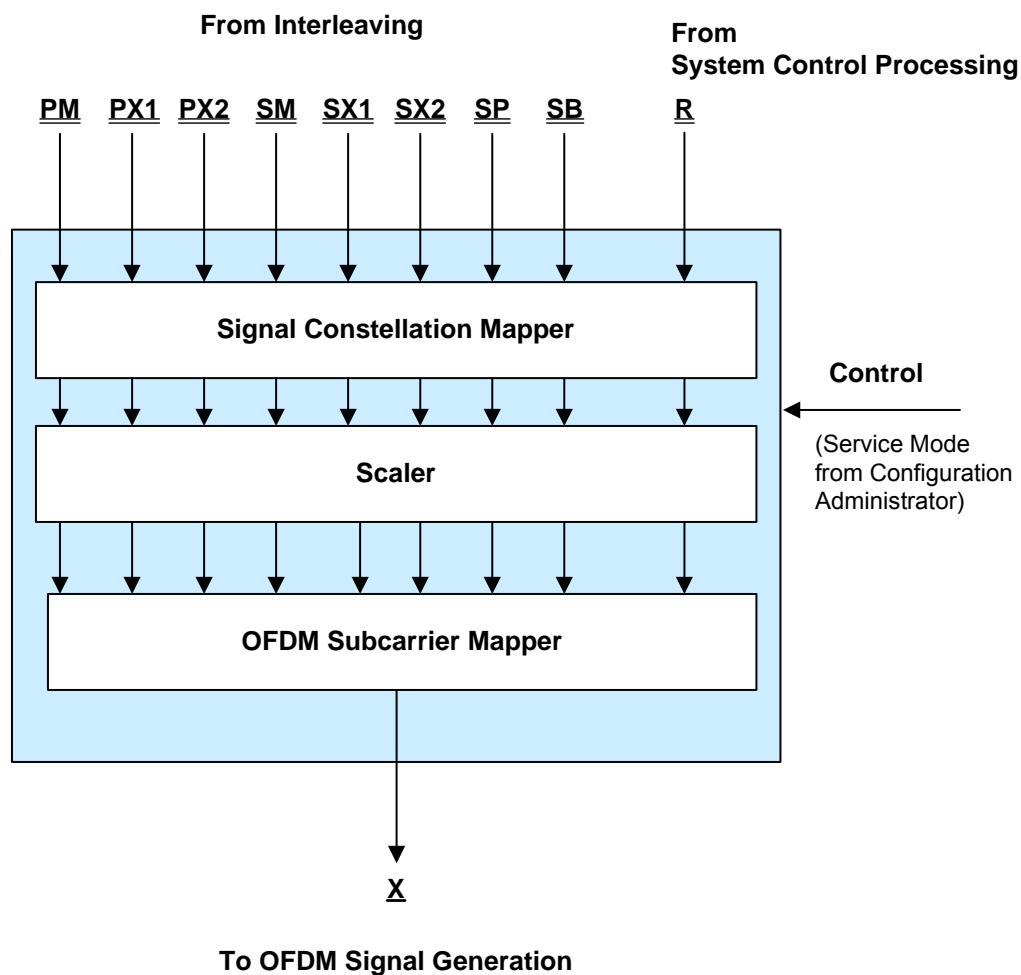 From Interleaving
From
System Control Processing
PM PX1 PX2 SM SX1 SX2 SP SB R
Signal Constellation Mapper
Control
(Service Mode
from Configuration
Administrator)
Scaler
OFDM Subcarrier Mapper
X
To OFDM Signal Generation